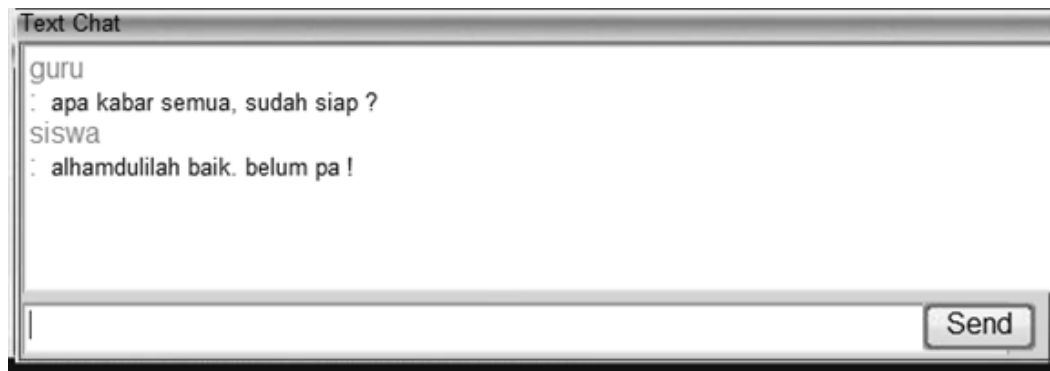 Text Chat
guru
: apa kabar semua, sudah siap ?
siswa
: alhamdulilah baik. belum pa !
Send